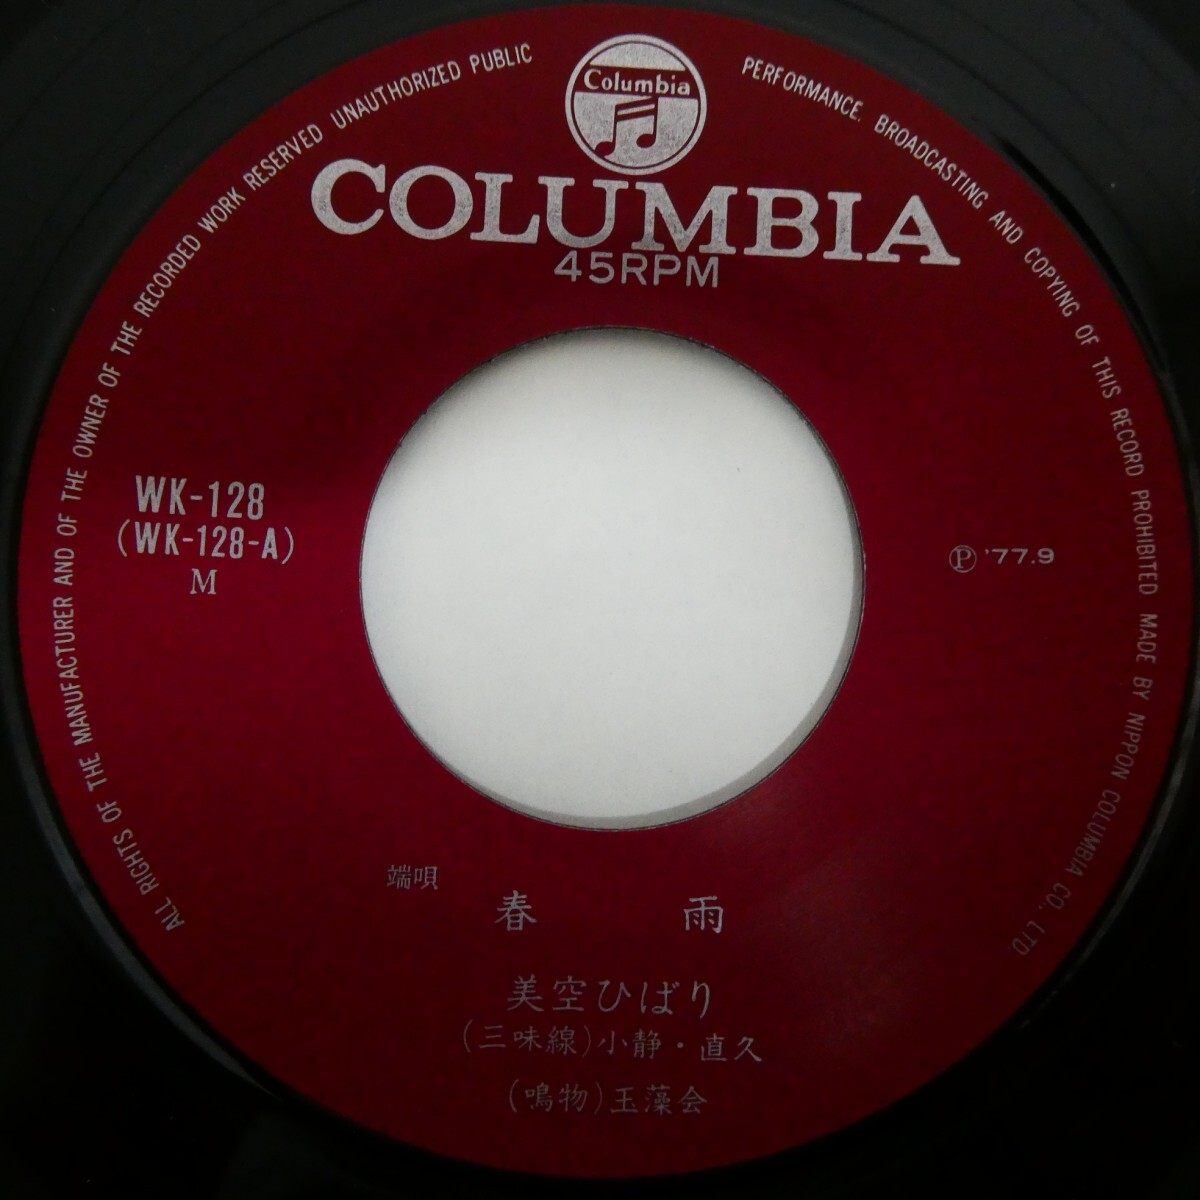 ALL RIGHTS OF THE MANUFACTURER AND OF THE OWNER OF THE RECORDED WORK RESERVED UNAUTHORIZED PUBLIC PERFORMANCE. BROADCASTING AND COPYING OF THIS RECORD PROHIBITED MADE BY NIPPON COLUMBIA CO., LTD.
Columbia
COLUMBIA
45RPM
WK-128
(WK-128-A)
M
Ⓟ '77.9
端唄 春雨
美空ひばり
(三味線)小静・直久
(鳴物)玉藻会